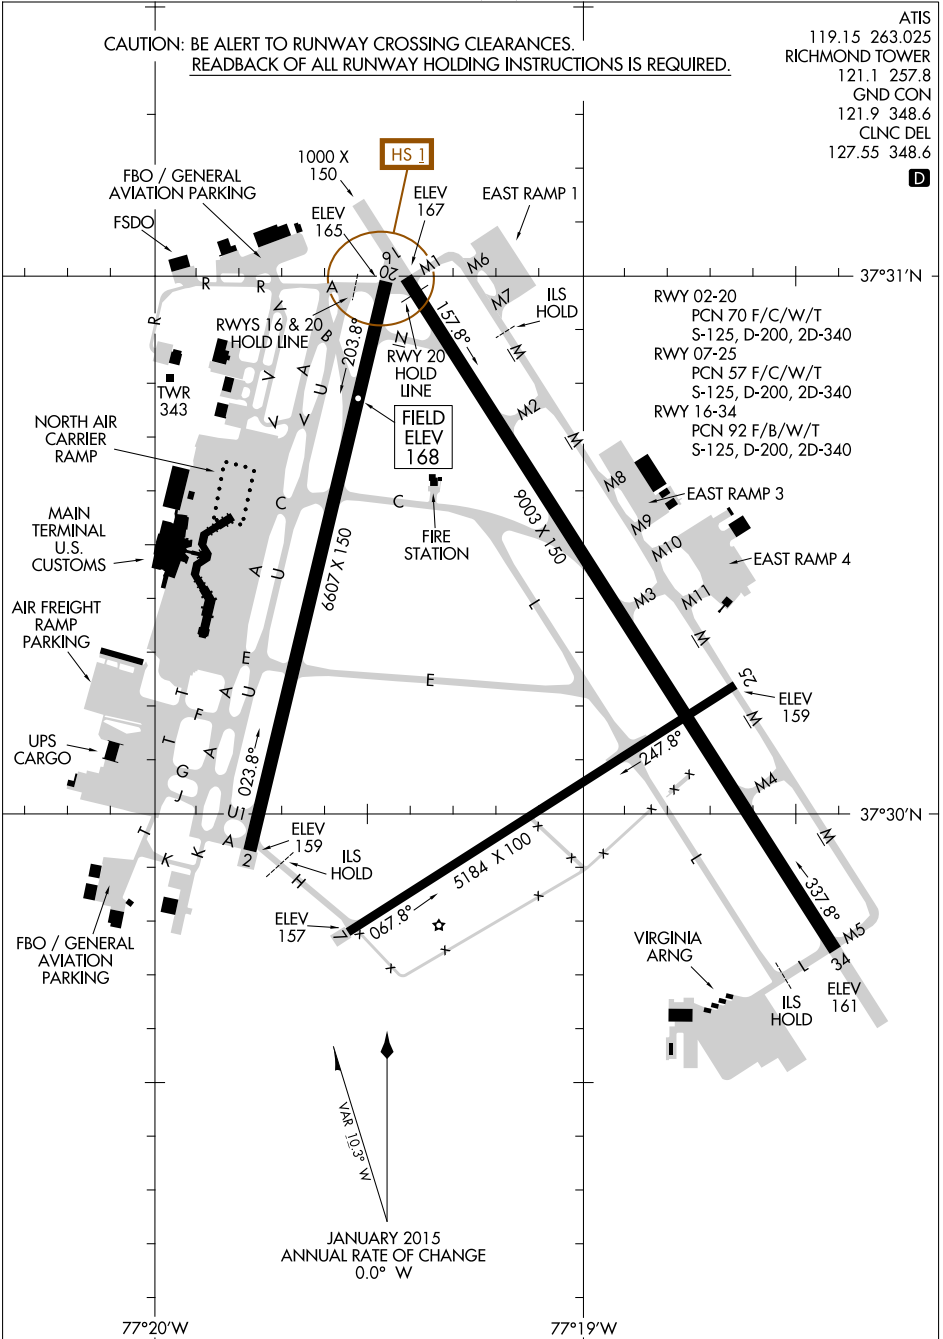 CAUTION: BE ALERT TO RUNWAY CROSSING CLEARANCES.
READBACK OF ALL RUNWAY HOLDING INSTRUCTIONS IS REQUIRED.
ATIS
119.15 263.025
RICHMOND TOWER
121.1 257.8
GND CON
121.9 348.6
CLNC DEL
127.55 348.6
D
HS 1
1000 X
150
FBO / GENERAL
AVIATION PARKING
FSDO
ELEV
165
ELEV
167
EAST RAMP 1
16
20
M1
M6
M7
A
R
R
R
V
V
V
V
B
A
U
RWYS 16 & 20
HOLD LINE
203.8°
Z
RWY 20
HOLD
LINE
157.8°
ILS
HOLD
37°31'N
RWY 02-20
PCN 70 F/C/W/T
S-125, D-200, 2D-340
RWY 07-25
PCN 57 F/C/W/T
S-125, D-200, 2D-340
RWY 16-34
PCN 92 F/B/W/T
S-125, D-200, 2D-340
TWR
343
FIELD
ELEV
168
W
M2
W
NORTH AIR
CARRIER
RAMP
M8
EAST RAMP 3
C
C
FIRE
STATION
9003 X 150
M9
M10
EAST RAMP 4
MAIN
TERMINAL
U.S.
CUSTOMS
6607 X 150
A
U
L
M3
M11
W
AIR FREIGHT
RAMP
PARKING
E
E
T
A
U
F
T
A
25
ELEV
159
W
UPS
CARGO
G
J
023.8°
247.8°
M4
37°30'N
U1
A
T
K
K
2
ELEV
159
ILS
HOLD
H
5184 X 100
L
W
ELEV
157
7
067.8°
337.8°
M5
34
FBO / GENERAL
AVIATION
PARKING
VIRGINIA
ARNG
L
ILS
HOLD
ELEV
161
VAR 10.3° W
JANUARY 2015
ANNUAL RATE OF CHANGE
0.0° W
77°20'W
77°19'W